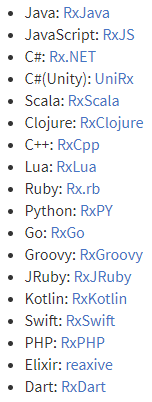 Java: RxJava
JavaScript: RxJS
C#: Rx.NET
C#(Unity): UniRx
Scala: RxScala
Clojure: RxClojure
C++: RxCpp
Lua: RxLua
Ruby: Rx.rb
Python: RxPY
Go: RxGo
Groovy: RxGroovy
JRuby: RxJRuby
Kotlin: RxKotlin
Swift: RxSwift
PHP: RxPHP
Elixir: reaxive
Dart: RxDart